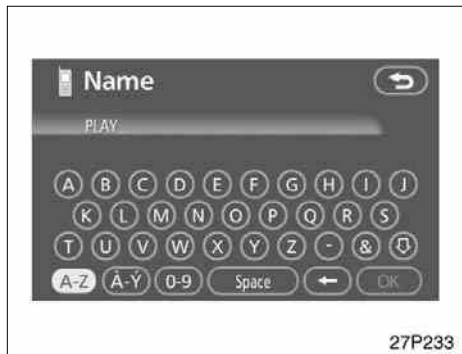 Name
PLAY
A B C D E F G H I J
K L M N O P Q R S
T U V W X Y Z - &
A-Z À-Ý 0-9 Space ← OK
27P233